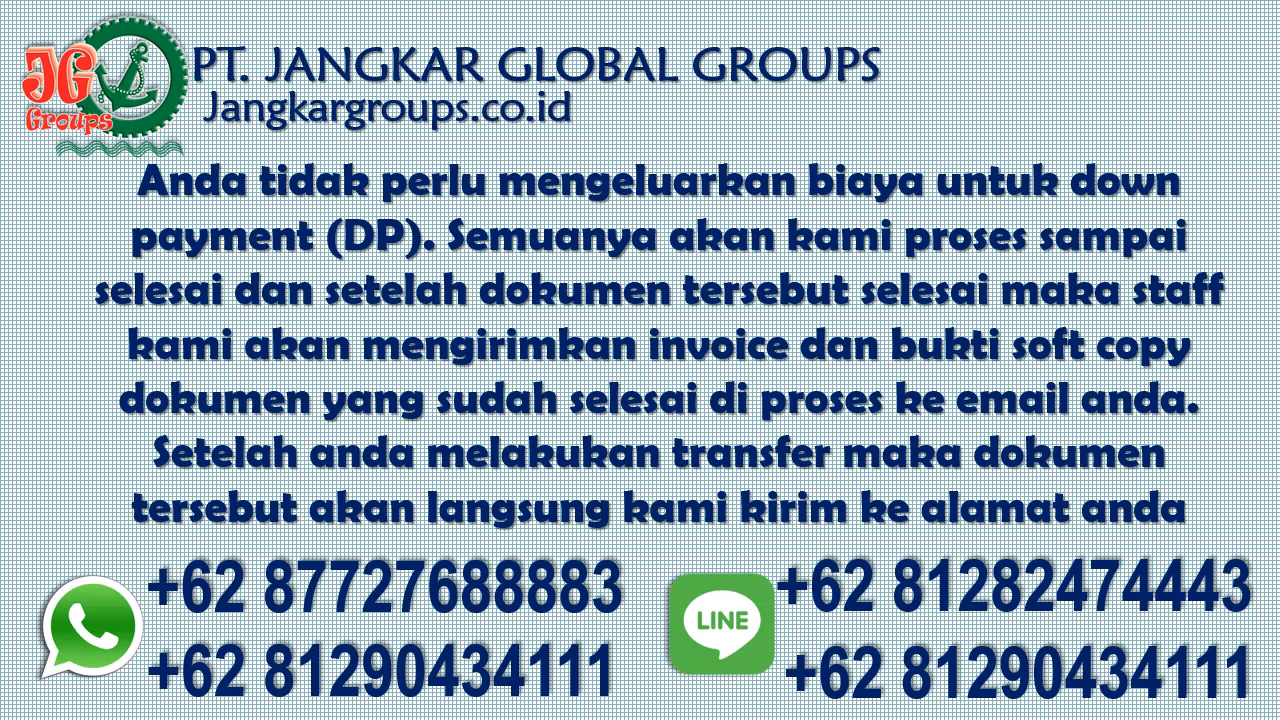 JG
Groups
PT. JANGKAR GLOBAL GROUPS
Jangkargroups.co.id
Anda tidak perlu mengeluarkan biaya untuk down
payment (DP). Semuanya akan kami proses sampai
selesai dan setelah dokumen tersebut selesai maka staff
kami akan mengirimkan invoice dan bukti soft copy
dokumen yang sudah selesai di proses ke email anda.
Setelah anda melakukan transfer maka dokumen
tersebut akan langsung kami kirim ke alamat anda
+62 87727688883
+62 81290434111
LINE
+62 81282474443
+62 81290434111